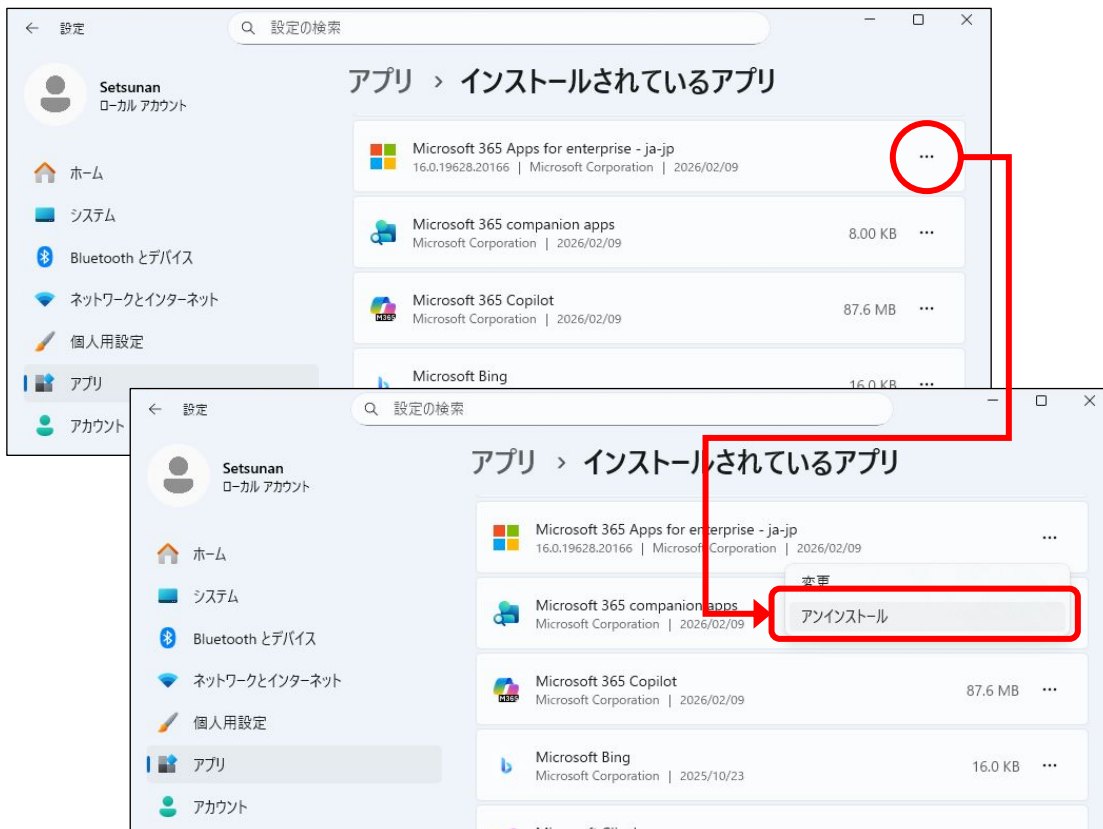 設定
設定の検索
Setsunan
ローカル アカウント
アプリ › インストールされているアプリ
ホーム
システム
Bluetooth とデバイス
ネットワークとインターネット
個人用設定
アプリ
アカウント
Microsoft 365 Apps for enterprise - ja-jp
16.0.19628.20166 | Microsoft Corporation | 2026/02/09
Microsoft 365 companion apps
Microsoft Corporation | 2026/02/09
8.00 KB
Microsoft 365 Copilot
Microsoft Corporation | 2026/02/09
87.6 MB
M365
Microsoft Bing
16.0 KB
設定
設定の検索
Setsunan
ローカル アカウント
アプリ › インストールされているアプリ
ホーム
システム
Bluetooth とデバイス
ネットワークとインターネット
個人用設定
アプリ
アカウント
Microsoft 365 Apps for enterprise - ja-jp
16.0.19628.20166 | Microsoft Corporation | 2026/02/09
変更
アンインストール
Microsoft 365 companion apps
Microsoft Corporation | 2026/02/09
Microsoft 365 Copilot
Microsoft Corporation | 2026/02/09
87.6 MB
M365
Microsoft Bing
Microsoft Corporation | 2025/10/23
16.0 KB